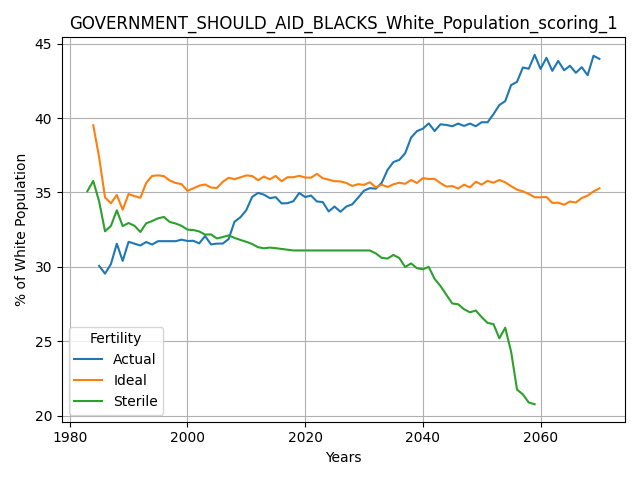 GOVERNMENT_SHOULD_AID_BLACKS_White_Population_scoring_1
45
40
35
30
25
20
% of White Population
Fertility
Actual
Ideal
Sterile
1980 2000 2020 2040 2060
Years